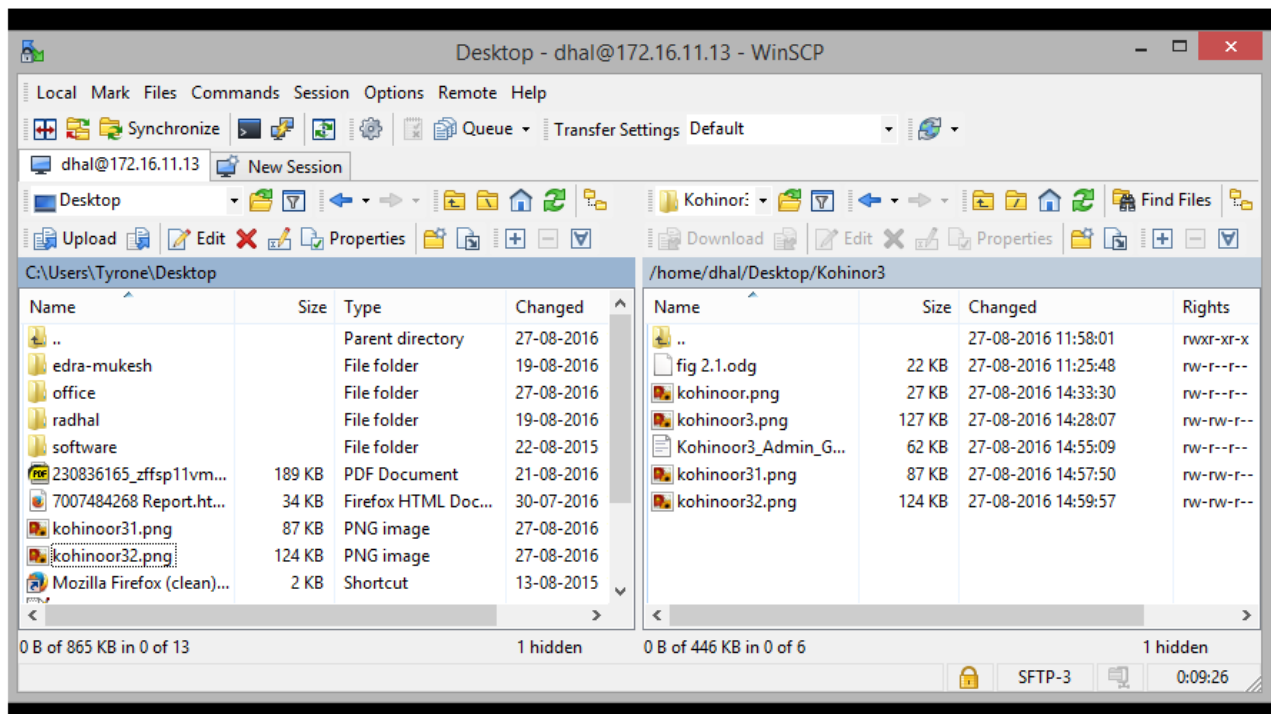 Desktop - dhal@172.16.11.13 - WinSCP
Local Mark Files Commands Session Options Remote Help
Synchronize Queue Transfer Settings Default
dhal@172.16.11.13 New Session
Desktop Kohinor3 Find Files
Upload Edit Properties Download Edit Properties
C:\Users\Tyrone\Desktop /home/dhal/Desktop/Kohinor3
Name Size Type Changed Name Size Changed Rights
.. Parent directory 27-08-2016 .. 27-08-2016 11:58:01 rwxr-xr-x
edra-mukesh File folder 19-08-2016 fig 2.1.odg 22 KB 27-08-2016 11:25:48 rw-r--r--
office File folder 27-08-2016 kohinoor.png 27 KB 27-08-2016 14:33:30 rw-r--r--
radhal File folder 19-08-2016 kohinoor3.png 127 KB 27-08-2016 14:28:07 rw-rw-r--
software File folder 22-08-2015 Kohinoor3_Admin_G... 62 KB 27-08-2016 14:55:09 rw-r--r--
PDF 230836165_zffsp11vm... 189 KB PDF Document 21-08-2016 kohinoor31.png 87 KB 27-08-2016 14:57:50 rw-rw-r--
7007484268 Report.ht... 34 KB Firefox HTML Doc... 30-07-2016 kohinoor32.png 124 KB 27-08-2016 14:59:57 rw-rw-r--
kohinoor31.png 87 KB PNG image 27-08-2016
kohinoor32.png 124 KB PNG image 27-08-2016
Mozilla Firefox (clean)... 2 KB Shortcut 13-08-2015
0 B of 865 KB in 0 of 13 1 hidden 0 B of 446 KB in 0 of 6 1 hidden
SFTP-3 0:09:26